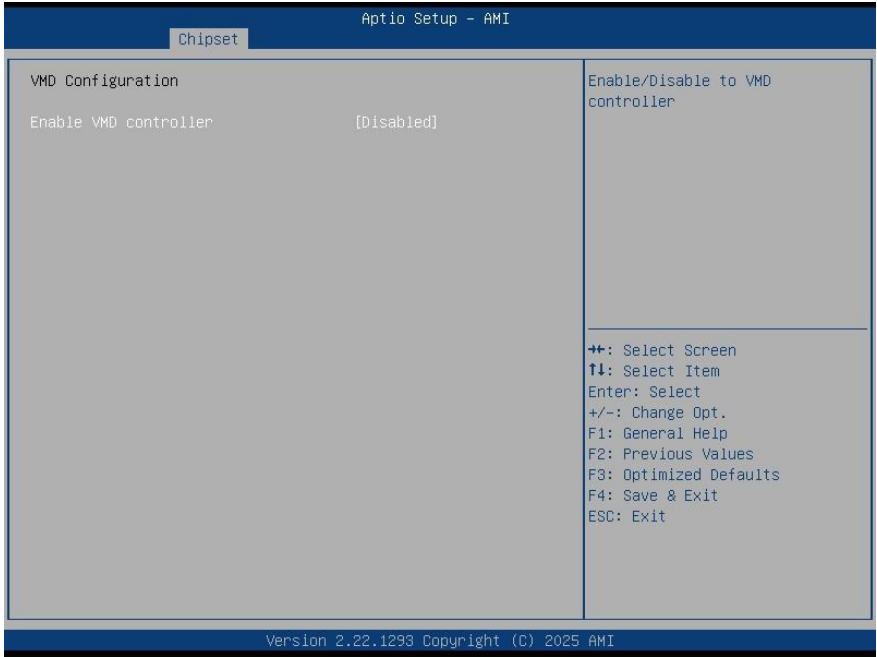 Aptio Setup – AMI
Chipset
VMD Configuration
Enable VMD controller [Disabled]
Enable/Disable to VMD
controller
→←: Select Screen
↑↓: Select Item
Enter: Select
+/-: Change Opt.
F1: General Help
F2: Previous Values
F3: Optimized Defaults
F4: Save & Exit
ESC: Exit
Version 2.22.1293 Copyright (C) 2025 AMI